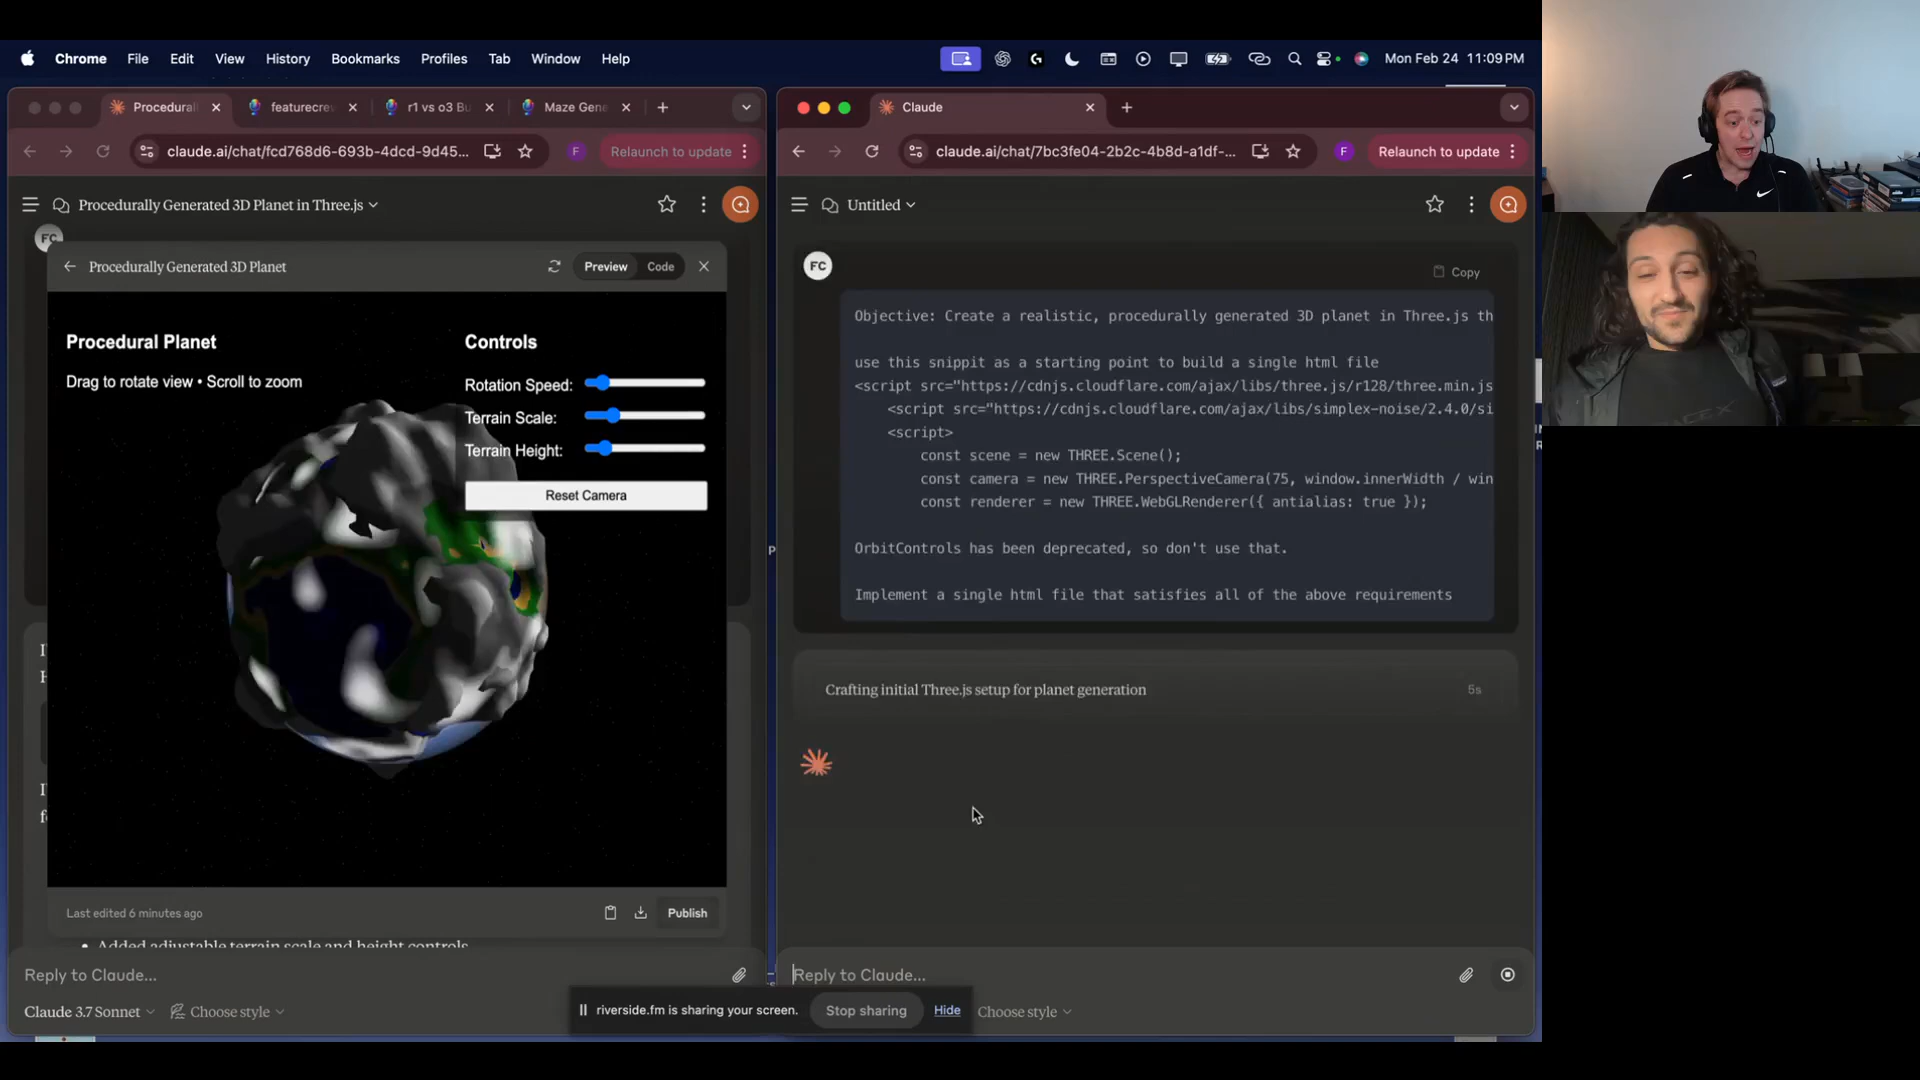 Chrome File Edit View History Bookmarks Profiles Tab Window Help
Mon Feb 24 11:09 PM
Procedural
featurecre
r1 vs o3 Bu
Maze Gene
claude.ai/chat/fcd768d6-693b-4dcd-9d45...
F
Relaunch to update
Procedurally Generated 3D Planet in Three.js
FC
Procedurally Generated 3D Planet
Preview
Code
Procedural Planet
Drag to rotate view • Scroll to zoom
Controls
Rotation Speed:
Terrain Scale:
Terrain Height:
Reset Camera
Last edited 6 minutes ago
Publish
• Added adjustable terrain scale and height controls
Reply to Claude...
Claude 3.7 Sonnet
Choose style
Claude
claude.ai/chat/7bc3fe04-2b2c-4b8d-a1df-...
F
Relaunch to update
Untitled
FC
Copy
Objective: Create a realistic, procedurally generated 3D planet in Three.js th
use this snippit as a starting point to build a single html file
<script src="https://cdnjs.cloudflare.com/ajax/libs/three.js/r128/three.min.js
<script src="https://cdnjs.cloudflare.com/ajax/libs/simplex-noise/2.4.0/si
<script>
const scene = new THREE.Scene();
const camera = new THREE.PerspectiveCamera(75, window.innerWidth / win
const renderer = new THREE.WebGLRenderer({ antialias: true });
OrbitControls has been deprecated, so don't use that.
Implement a single html file that satisfies all of the above requirements
Crafting initial Three.js setup for planet generation
5s
Reply to Claude...
Choose style
riverside.fm is sharing your screen.
Stop sharing
Hide